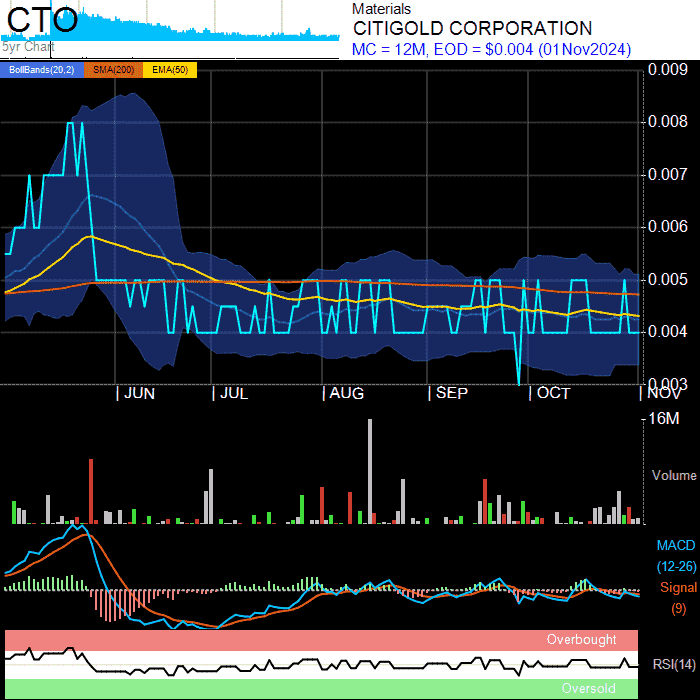 CTO
5yr Chart
Materials
CITIGOLD CORPORATION
MC = 12M, EOD = $0.004 (01Nov2024)
BollBands(20,2) SMA(200) EMA(50)
0.009
0.008
0.007
0.006
0.005
0.004
0.003
JUN JUL AUG SEP OCT NOV
16M
Volume
MACD
(12-26)
Signal
(9)
Overbought
RSI(14)
Oversold